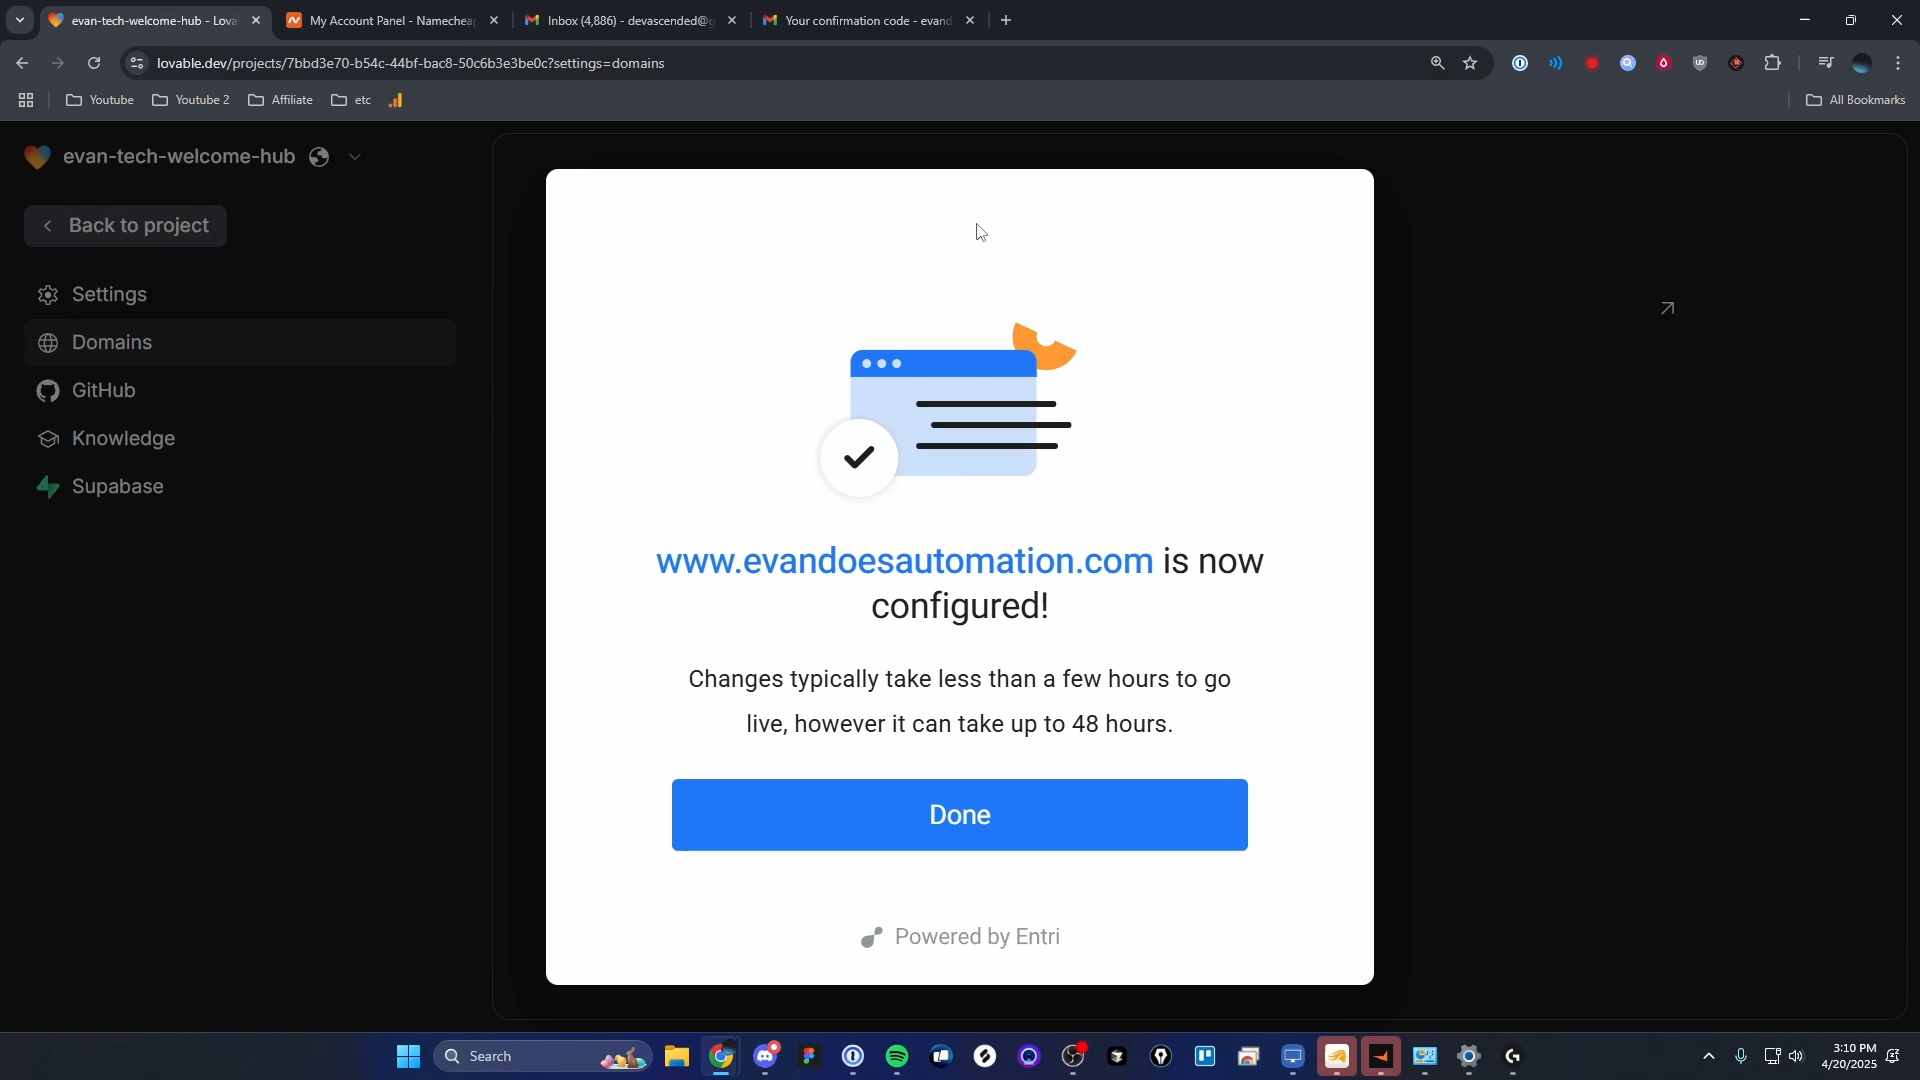 evan-tech-welcome-hub - Lova
My Account Panel - Namecheap
Inbox (4,886) - devascended@g
Your confirmation code - evand
lovable.dev/projects/7bbd3e70-b54c-44bf-bac8-50c6b3e3be0c?settings=domains
Youtube
Youtube 2
Affiliate
etc
All Bookmarks
evan-tech-welcome-hub
Back to project
Settings
Domains
GitHub
Knowledge
Supabase
www.evandoesautomation.com is now
configured!
Changes typically take less than a few hours to go
live, however it can take up to 48 hours.
Done
Powered by Entri
Search
3:10 PM
4/20/2025